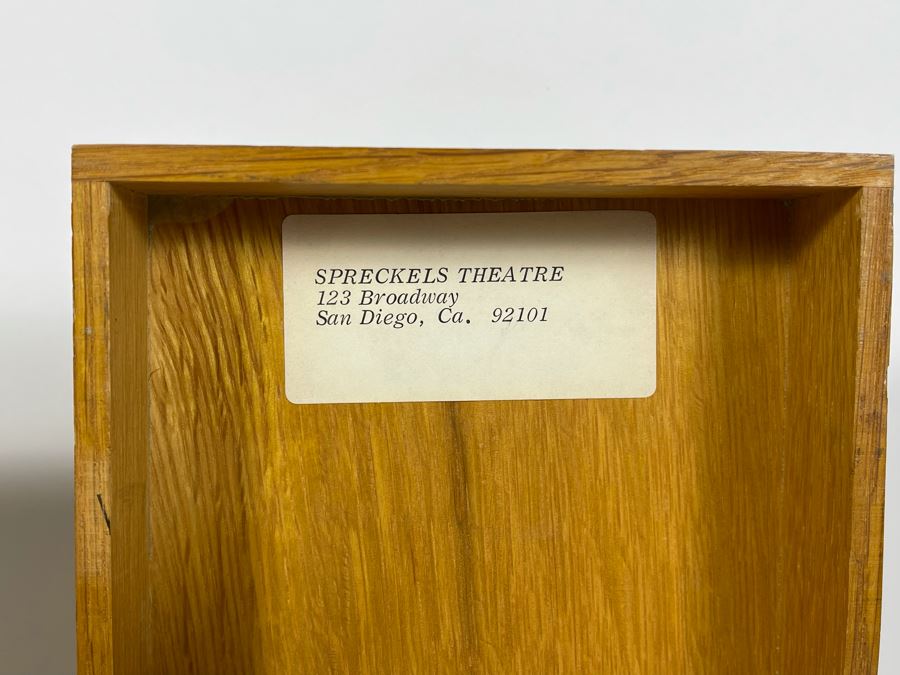 SPRECKELS THEATRE
123 Broadway
San Diego, Ca. 92101